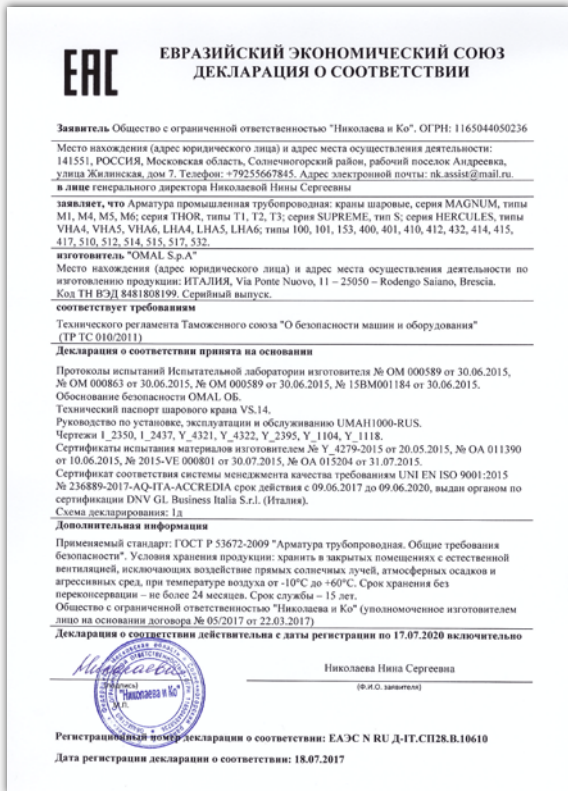 ЕАС
ЕВРАЗИЙСКИЙ ЭКОНОМИЧЕСКИЙ СОЮЗ
ДЕКЛАРАЦИЯ О СООТВЕТСТВИИ
Заявитель Общество с ограниченной ответственностью "Николаева и Ко". ОГРН: 1165044050236
Место нахождения (адрес юридического лица) и адрес места осуществления деятельности:
141551, РОССИЯ, Московская область, Солнечногорский район, рабочий поселок Андреевка,
улица Жилинская, дом 7. Телефон: +79255667845. Адрес электронной почты: nk.assist@mail.ru.
в лице генерального директора Николаевой Нины Сергеевны
заявляет, что Арматура промышленная трубопроводная: краны шаровые, серия MAGNUM, типы
М1, М4, М5, М6; серия THOR, типы Т1, Т2, Т3; серия SUPREME, тип S; серия HERCULES, типы
VHA4, VHA5, VHA6, LHA4, LHA5, LHA6; типы 100, 101, 153, 400, 401, 410, 412, 432, 414, 415,
417, 510, 512, 514, 515, 517, 532.
изготовитель "OMAL S.p.A"
Место нахождения (адрес юридического лица) и адрес места осуществления деятельности по
изготовлению продукции: ИТАЛИЯ, Via Ponte Nuovo, 11 – 25050 – Rodengo Saiano, Brescia.
Код ТН ВЭД 8481808199. Серийный выпуск.
соответствует требованиям
Технического регламента Таможенного союза "О безопасности машин и оборудования"
(ТР ТС 010/2011)
Декларация о соответствии принята на основании
Протоколы испытаний Испытательной лаборатории изготовителя № ОМ 000589 от 30.06.2015,
№ ОМ 000863 от 30.06.2015, № ОМ 000589 от 30.06.2015, № 15BM001184 от 30.06.2015.
Обоснование безопасности OMAL ОБ.
Технический паспорт шарового крана VS.14.
Руководство по установке, эксплуатации и обслуживанию UMAH1000-RUS.
Чертежи I_2350, I_2437, Y_4321, Y_4322, Y_2395, Y_1104, Y_1118.
Сертификаты испытания материалов изготовителем № Y_4279-2015 от 20.05.2015, № ОА 011390
от 10.06.2015, № 2015-VE 000801 от 30.07.2015, № ОА 015204 от 31.07.2015.
Сертификат соответствия системы менеджмента качества требованиям UNI EN ISO 9001:2015
№ 236889-2017-AQ-ITA-ACCREDIA срок действия с 09.06.2017 до 09.06.2020, выдан органом по
сертификации DNV GL Business Italia S.r.l. (Италия).
Схема декларирования: 1д
Дополнительная информация
Применяемый стандарт: ГОСТ Р 53672-2009 "Арматура трубопроводная. Общие требования
безопасности". Условия хранения продукции: хранить в закрытых помещениях с естественной
вентиляцией, исключающих воздействие прямых солнечных лучей, атмосферных осадков и
агрессивных сред, при температуре воздуха от -10°С до +60°С. Срок хранения без
переконсервации – не более 24 месяцев. Срок службы – 15 лет.
Общество с ограниченной ответственностью "Николаева и Ко" (уполномоченное изготовителем
лицо на основании договора № 05/2017 от 22.03.2017)
Декларация о соответствии действительна с даты регистрации по 17.07.2020 включительно
Николаева Нина Сергеевна
(подпись)
(Ф.И.О. заявителя)
"Николаева и Ко"
М.П.
Регистрационный номер декларации о соответствии: ЕАЭС N RU Д-IT.СП28.В.10610
Дата регистрации декларации о соответствии: 18.07.2017